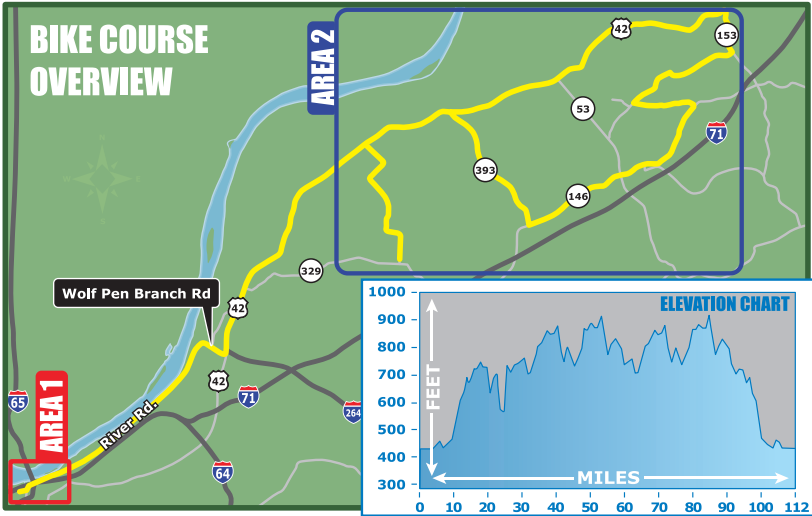 BIKE COURSE
OVERVIEW
AREA 2
42
153
53
71
393
146
329
Wolf Pen Branch Rd
42
42
71
264
65
AREA 1
River Rd.
64
ELEVATION CHART
1000
900
800
700
600
500
400
300
FEET
MILES
0 10 20 30 40 50 60 70 80 90 100 112